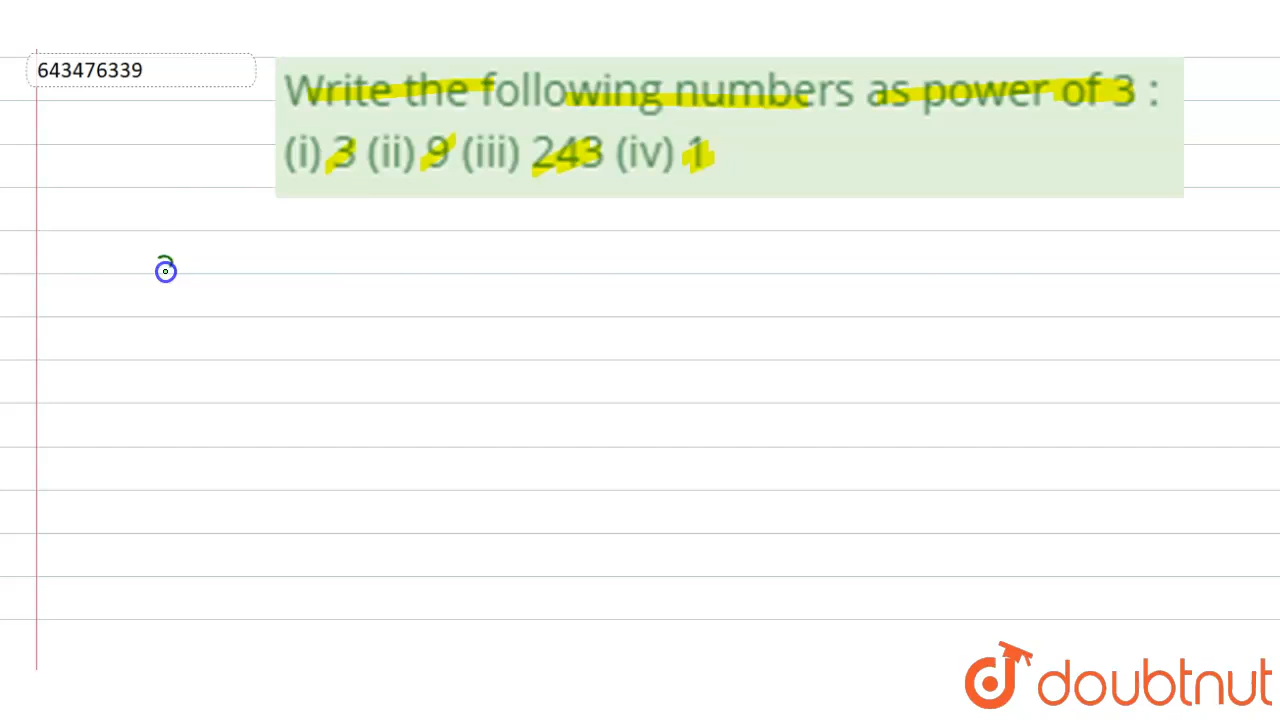 643476339
Write the following numbers as power of 3 :
(i) 3 (ii) 9 (iii) 243 (iv) 1
doubtnut